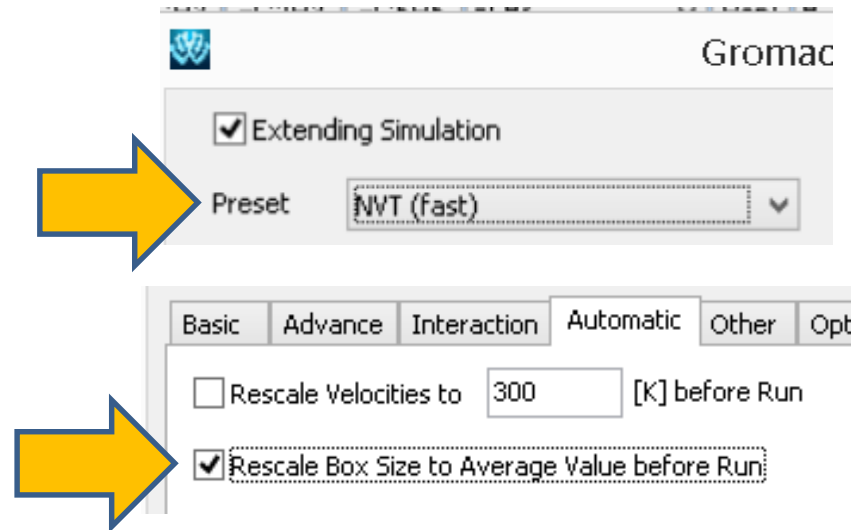 Gromac
Extending Simulation
Preset NVT (fast)
Basic Advance Interaction Automatic Other Opt
Rescale Velocities to 300 [K] before Run
Rescale Box Size to Average Value before Run